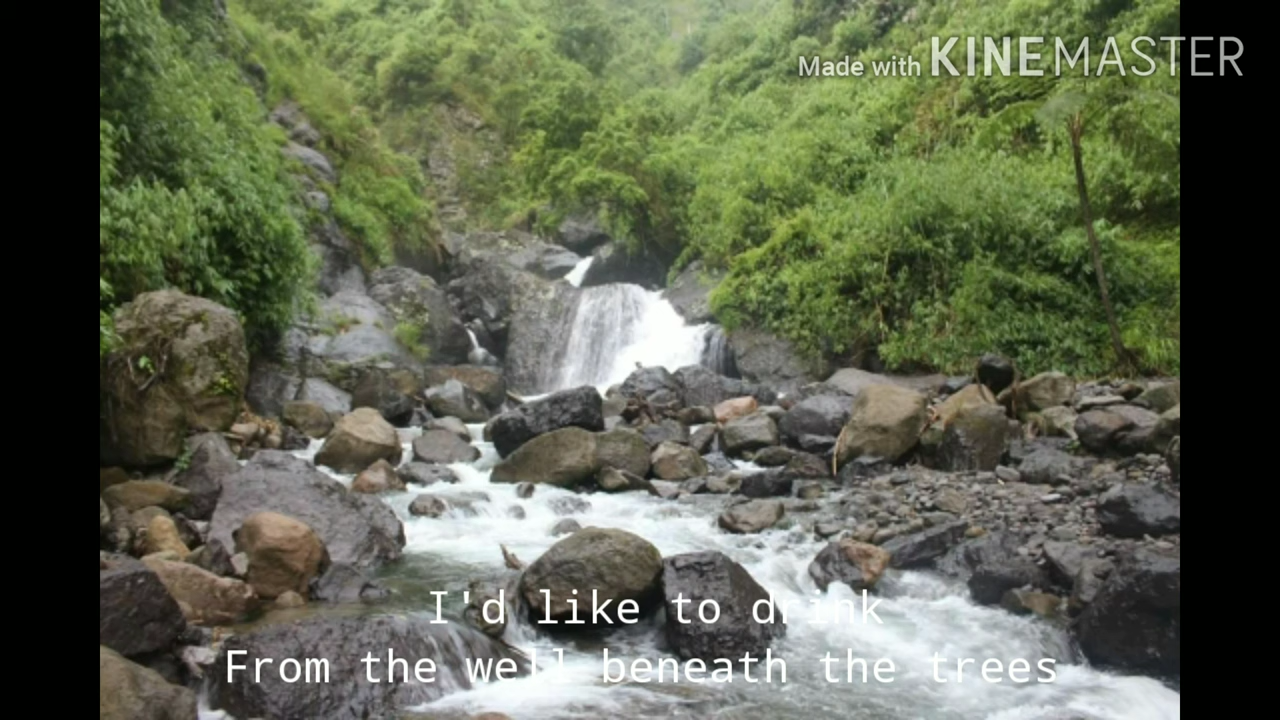 Made with KINEMASTER
I'd like to drink
From the well beneath the trees